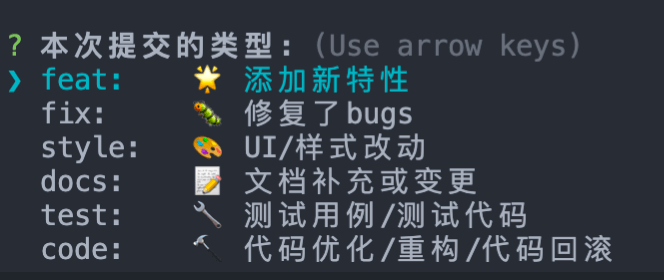 ? 本次提交的类型: (Use arrow keys)
❯ feat: 🌟 添加新特性
fix: 🐛 修复了bugs
style: 🎨 UI/样式改动
docs: 📝 文档补充或变更
test: 🔧 测试用例/测试代码
code: 🔨 代码优化/重构/代码回滚